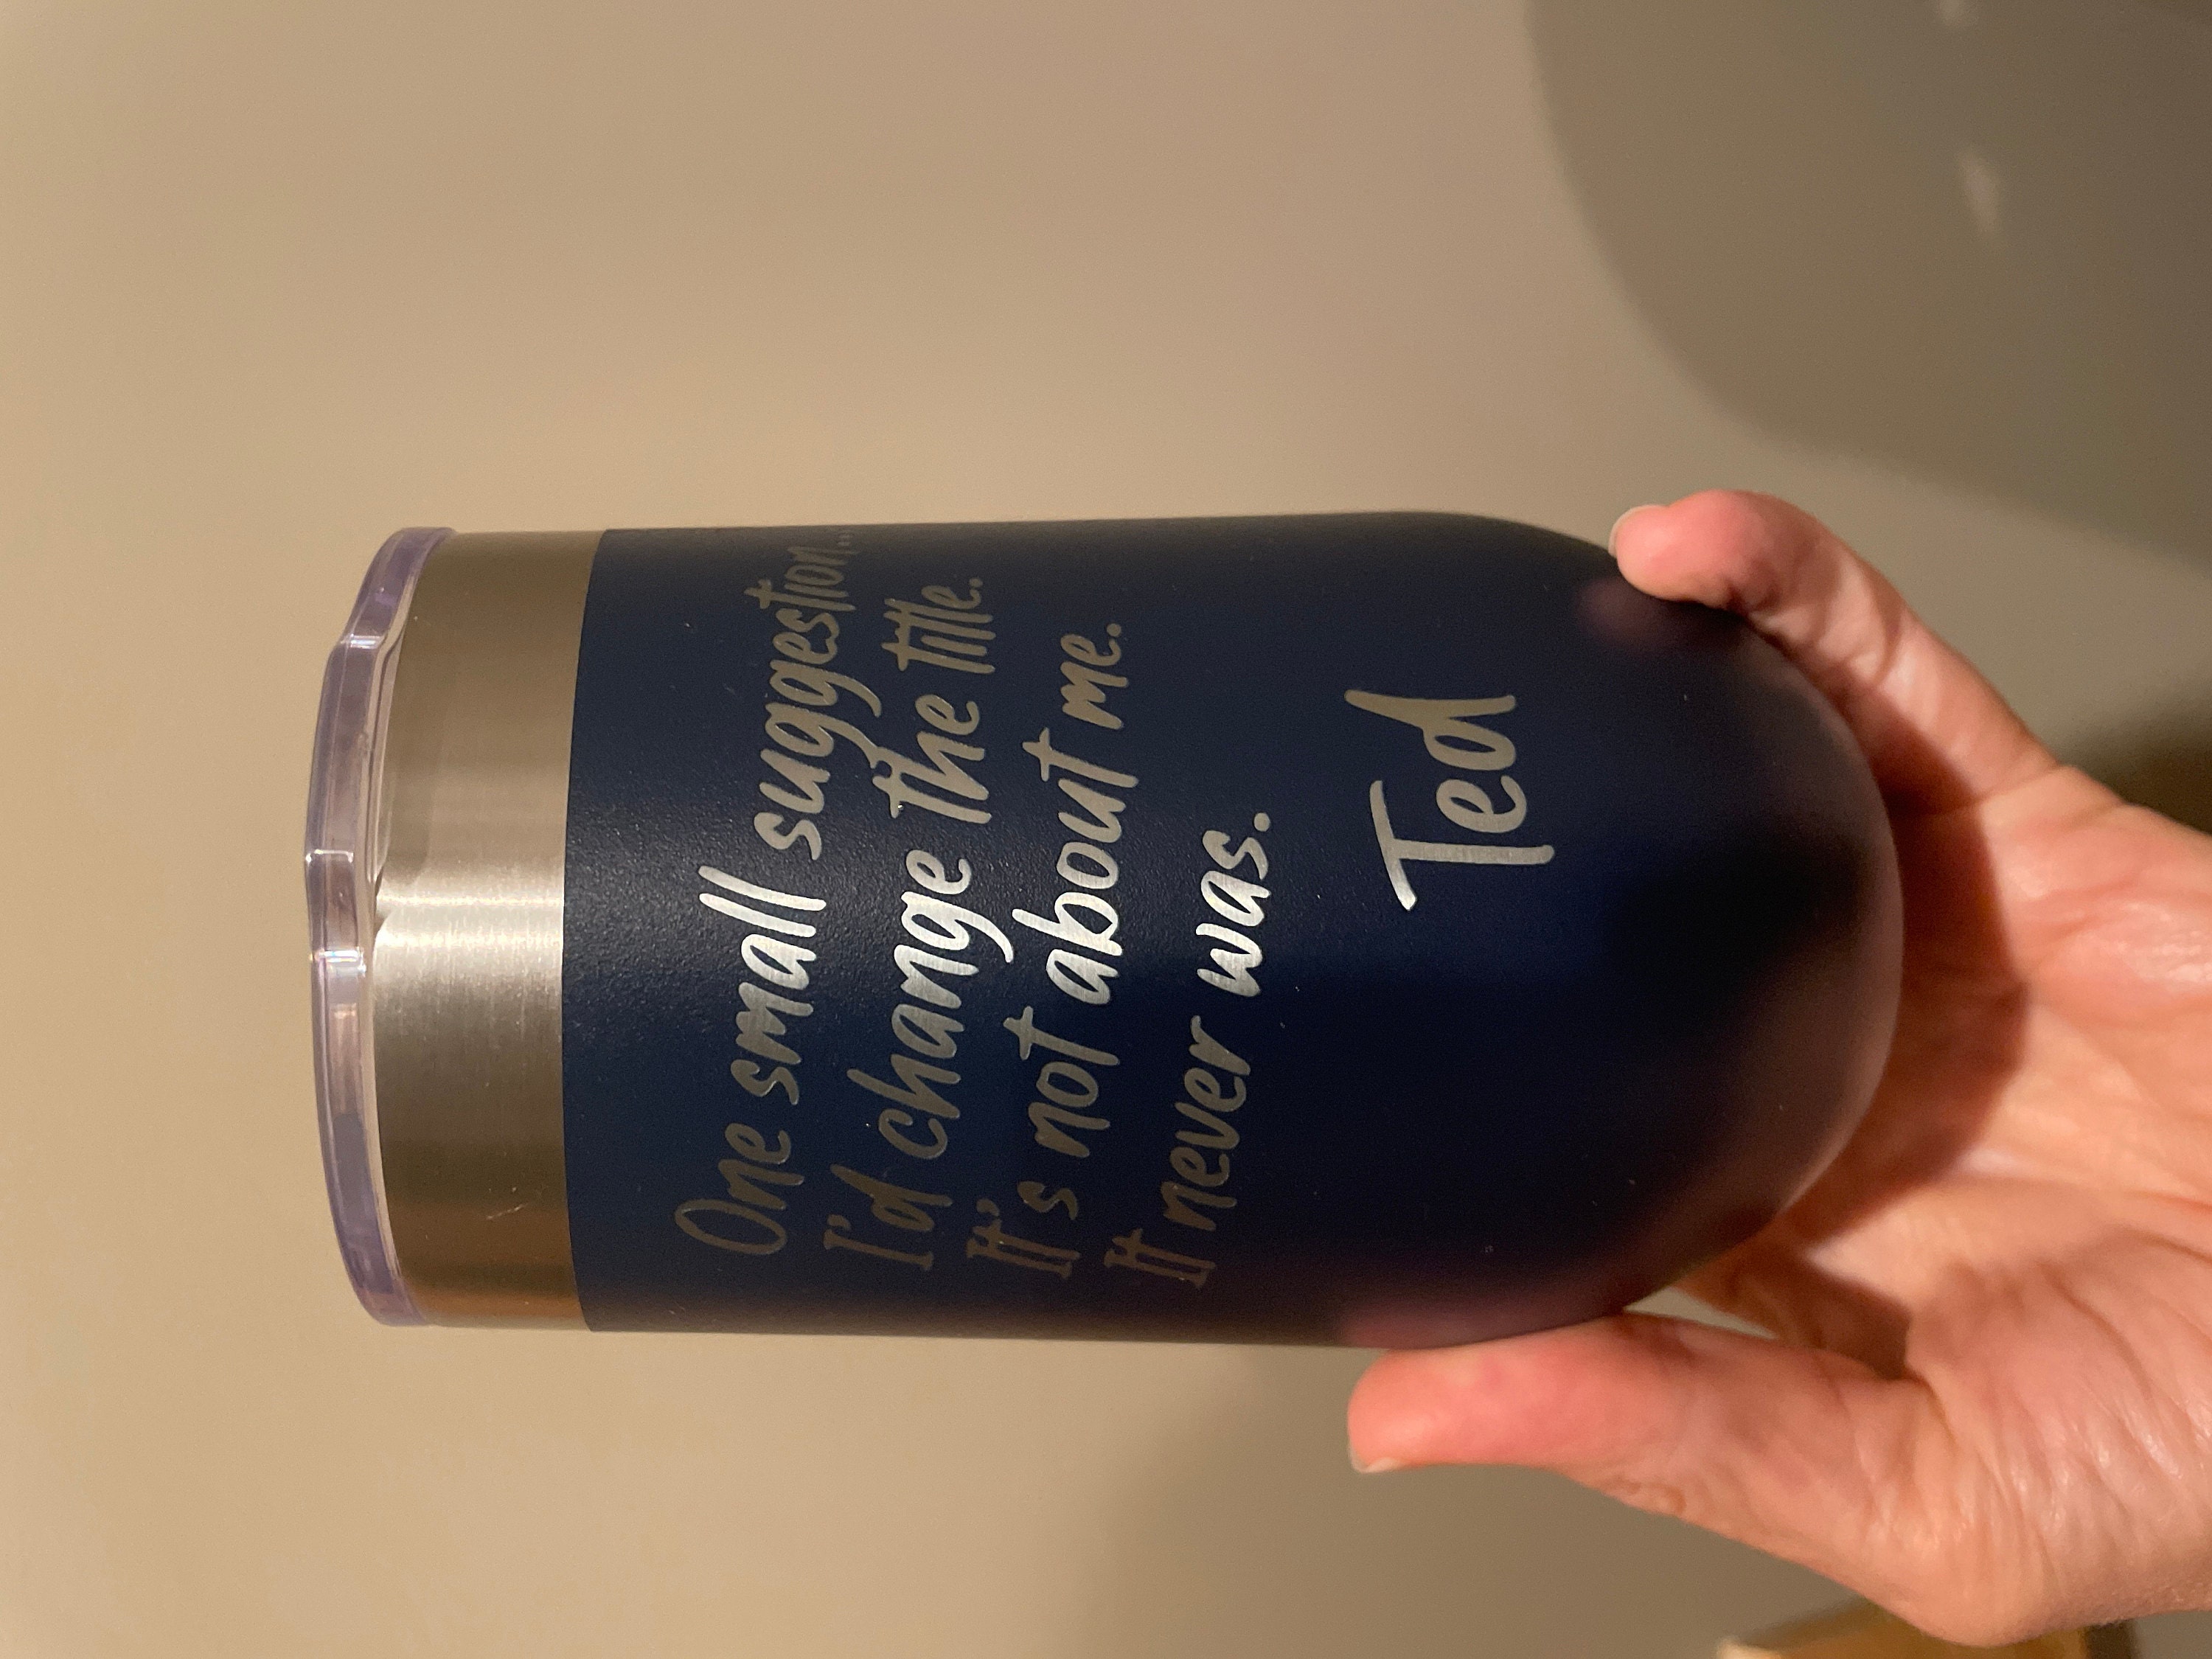 One small suggestion...
I'd change the title.
It's not about me.
It never was.
Ted